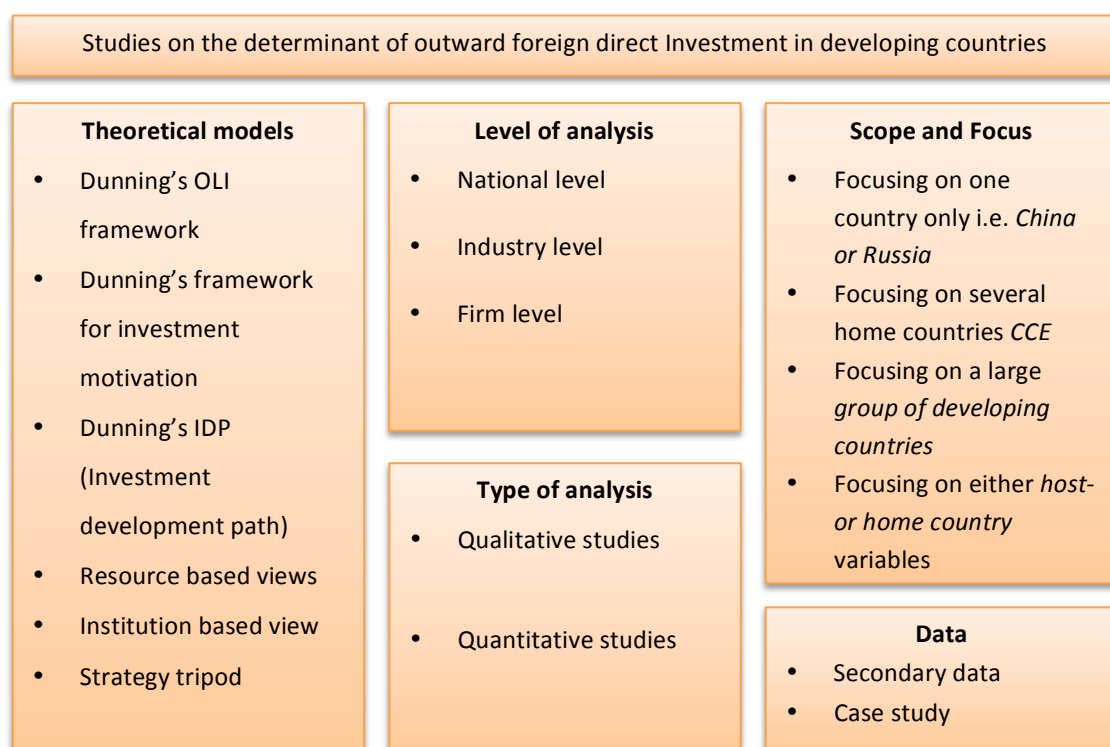 Studies on the determinant of outward foreign direct Investment in developing countries
Theoretical models
• Dunning's OLI
framework
• Dunning's framework
for investment
motivation
• Dunning's IDP
(Investment
development path)
• Resource based views
• Institution based view
• Strategy tripod
Level of analysis
• National level
• Industry level
• Firm level
Type of analysis
• Qualitative studies
• Quantitative studies
Scope and Focus
• Focusing on one
country only i.e. China
or Russia
• Focusing on several
home countries CCE
• Focusing on a large
group of developing
countries
• Focusing on either host-
or home country
variables
Data
• Secondary data
• Case study